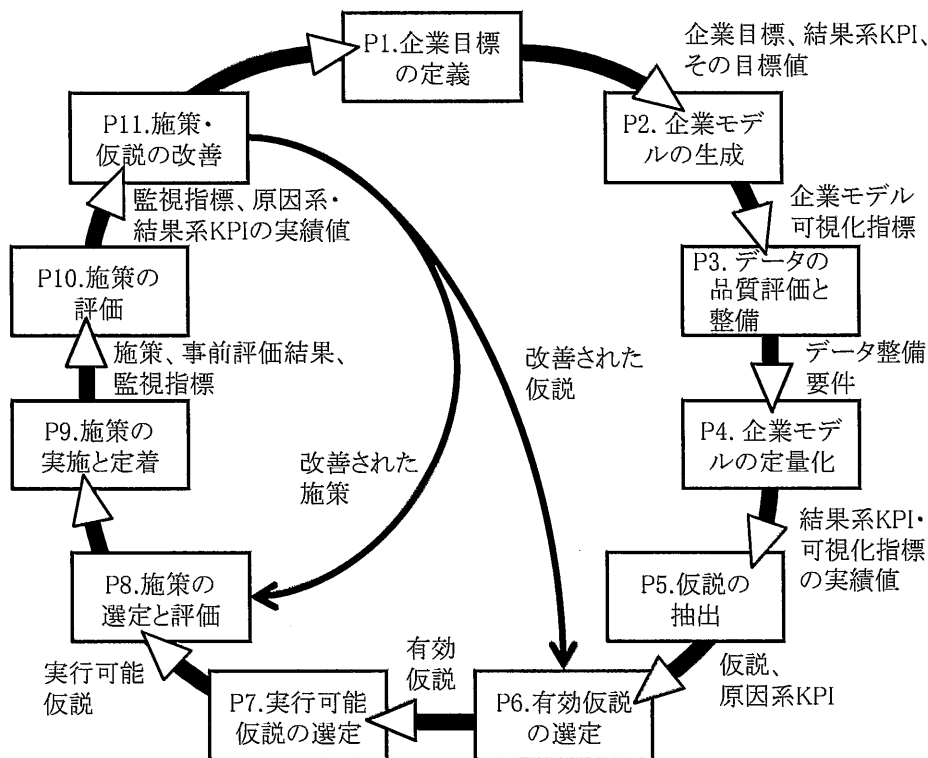 P1.企業目標
の定義
企業目標、結果系KPI、
その目標値
P2. 企業モデ
ルの生成
企業モデル
可視化指標
P3. データの
品質評価と
整備
データ整備
要件
P4. 企業モデ
ルの定量化
結果系KPI・
可視化指標
の実績値
P5.仮説の
抽出
仮説、
原因系KPI
P6.有効仮説
の選定
有効
仮説
P7.実行可能
仮説の選定
実行可能
仮説
P8.施策の
選定と評価
P9.施策の
実施と定着
施策、事前評価結果、
監視指標
P10.施策の
評価
監視指標、原因系・
結果系KPIの実績値
P11.施策・
仮説の改善
改善された
施策
改善された
仮説